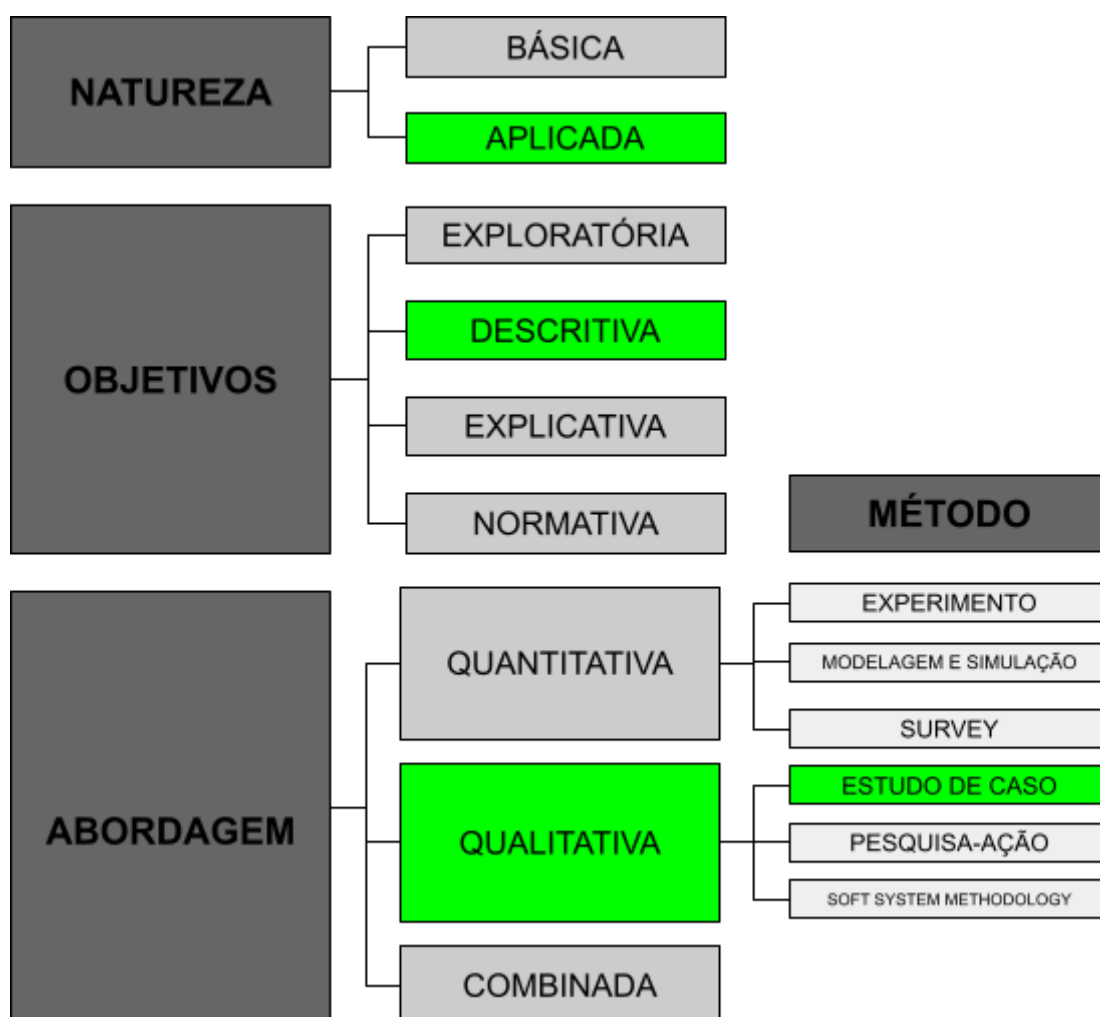 NATUREZA
BÁSICA
APLICADA
OBJETIVOS
EXPLORATÓRIA
DESCRITIVA
EXPLICATIVA
NORMATIVA
MÉTODO
ABORDAGEM
QUANTITATIVA
EXPERIMENTO
MODELAGEM E SIMULAÇÃO
SURVEY
QUALITATIVA
ESTUDO DE CASO
PESQUISA-AÇÃO
SOFT SYSTEM METHODOLOGY
COMBINADA